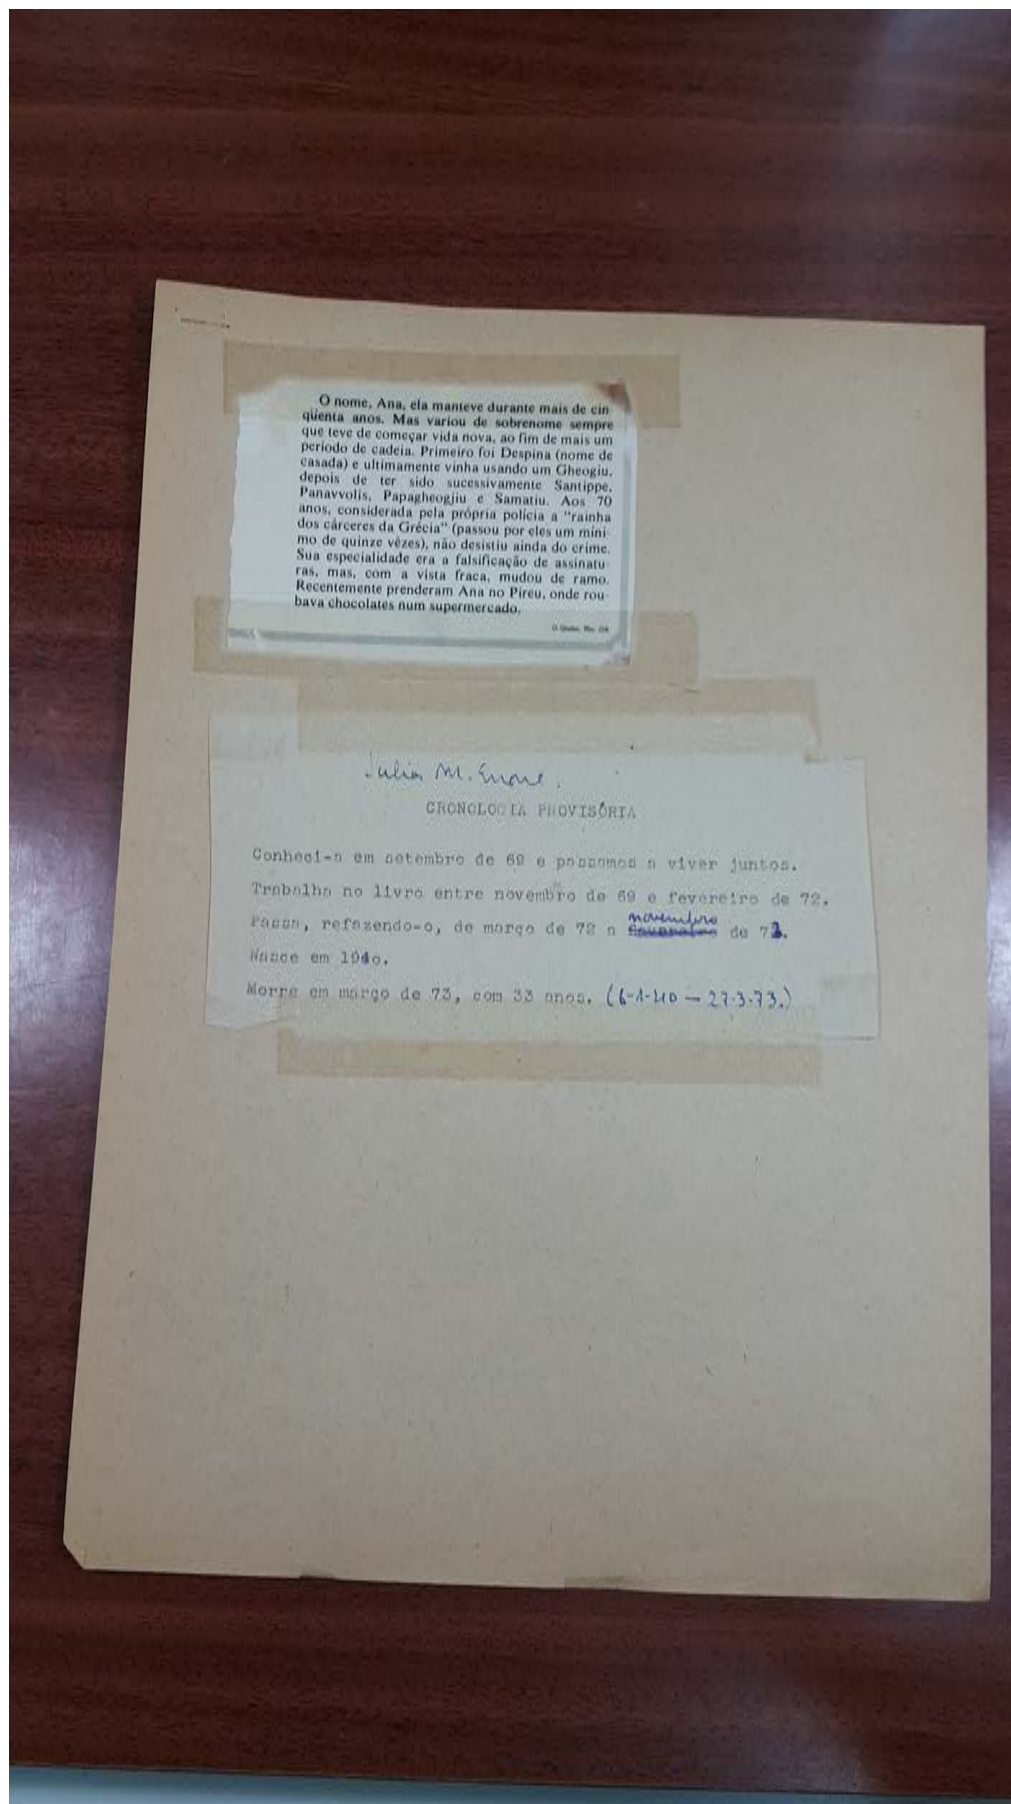 O nome, Ana, ela manteve durante mais de cin
qüenta anos. Mas variou de sobrenome sempre
que teve de começar vida nova, ao fim de mais um
período de cadeia. Primeiro foi Despina (nome de
casada) e ultimamente vinha usando um Gheogiu,
depois de ter sido sucessivamente Santippe,
Panavvolis, Papagheogjiu e Samatiu. Aos 70
anos, considerada pela própria polícia a "rainha
dos cárceres da Grécia" (passou por eles um míni-
mo de quinze vêzes), não desistiu ainda do crime.
Sua especialidade era a falsificação de assinatu-
ras, mas, com a vista fraca, mudou de ramo.
Recentemente prenderam Ana no Pireu, onde rou-
bava chocolates num supermercado.
Julia M. Enone.
CRONOLOGIA PROVISÓRIA
Conheci-a em setembro de 69 e passamos a viver juntos.
Trabalha no livro entre novembro de 69 e fevereiro de 72.
novembro
Passa, refazendo-o, de março de 72 a de 72.
Nasce em 1940.
Morre em março de 73, com 33 anos. (6-1-40 — 27.3.73.)